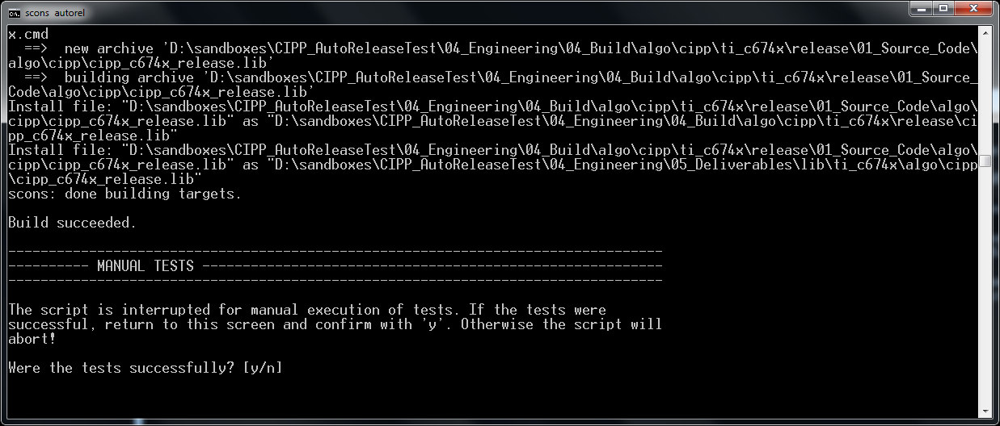 scons autorel
x.cmd
==> new archive 'D:\sandboxes\CIPP_AutoReleaseTest\04_Engineering\04_Build\algo\cipp\ti_c674x\release\01_Source_Code\
algo\cipp\cipp_c674x_release.lib'
==> building archive 'D:\sandboxes\CIPP_AutoReleaseTest\04_Engineering\04_Build\algo\cipp\ti_c674x\release\01_Source_
Code\algo\cipp\cipp_c674x_release.lib'
Install file: "D:\sandboxes\CIPP_AutoReleaseTest\04_Engineering\04_Build\algo\cipp\ti_c674x\release\01_Source_Code\algo\
cipp\cipp_c674x_release.lib" as "D:\sandboxes\CIPP_AutoReleaseTest\04_Engineering\04_Build\algo\cipp\ti_c674x\release\ci
pp_c674x_release.lib"
Install file: "D:\sandboxes\CIPP_AutoReleaseTest\04_Engineering\04_Build\algo\cipp\ti_c674x\release\01_Source_Code\algo\
cipp\cipp_c674x_release.lib" as "D:\sandboxes\CIPP_AutoReleaseTest\04_Engineering\05_Deliverables\lib\ti_c674x\algo\cipp
\cipp_c674x_release.lib"
scons: done building targets.
Build succeeded.
---------------------------------------------------------------------------------
---------- MANUAL TESTS ---------------------------------------------------------
---------------------------------------------------------------------------------
The script is interrupted for manual execution of tests. If the tests were
successful, return to this screen and confirm with 'y'. Otherwise the script will
abort!
Were the tests successfully? [y/n]